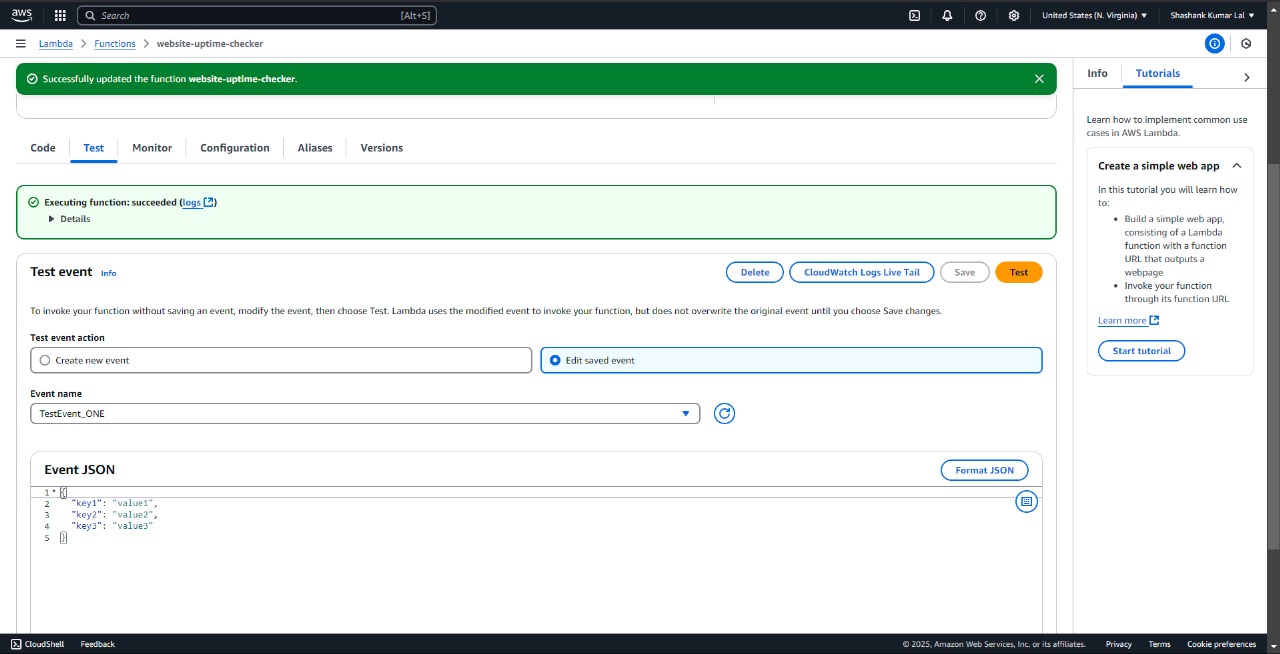 aws
Search [Alt+S]
United States (N. Virginia) ▼
Shashank Kumar Lal ▼
Lambda > Functions > website-uptime-checker
Successfully updated the function website-uptime-checker.
Code Test Monitor Configuration Aliases Versions
Executing function: succeeded (logs)
Details
Test event Info
Delete CloudWatch Logs Live Tail Save Test
To invoke your function without saving an event, modify the event, then choose Test. Lambda uses the modified event to invoke your function, but does not overwrite the original event until you choose Save changes.
Test event action
Create new event Edit saved event
Event name
TestEvent_ONE
Event JSON Format JSON
1 {
2 "key1": "value1",
3 "key2": "value2",
4 "key3": "value3"
5 }
Info Tutorials
Learn how to implement common use
cases in AWS Lambda.
Create a simple web app
In this tutorial you will learn how
to:
• Build a simple web app,
consisting of a Lambda
function with a function
URL that outputs a
webpage
• Invoke your function
through its function URL
Learn more
Start tutorial
CloudShell Feedback © 2025, Amazon Web Services, Inc. or its affiliates. Privacy Terms Cookie preferences